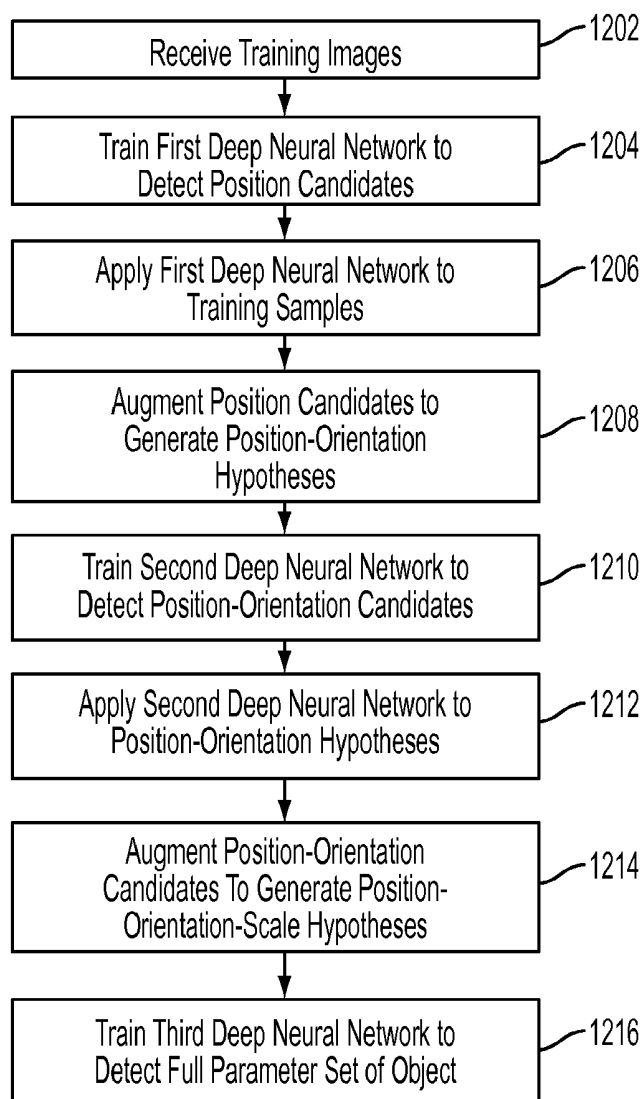 1202
Receive Training Images
Train First Deep Neural Network to
Detect Position Candidates
1204
Apply First Deep Neural Network to
Training Samples
1206
Augment Position Candidates to
Generate Position-Orientation
Hypotheses
1208
Train Second Deep Neural Network to
Detect Position-Orientation Candidates
1210
Apply Second Deep Neural Network to
Position-Orientation Hypotheses
1212
Augment Position-Orientation
Candidates To Generate Position-
Orientation-Scale Hypotheses
1214
Train Third Deep Neural Network to
Detect Full Parameter Set of Object
1216